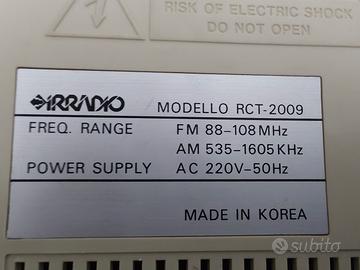 RISK OF ELECTRIC SHOCK
DO NOT OPEN
IRRADIO MODELLO RCT-2009
FREQ. RANGE FM 88-108MHz
AM 535-1605KHz
POWER SUPPLY AC 220V-50Hz
MADE IN KOREA
subito